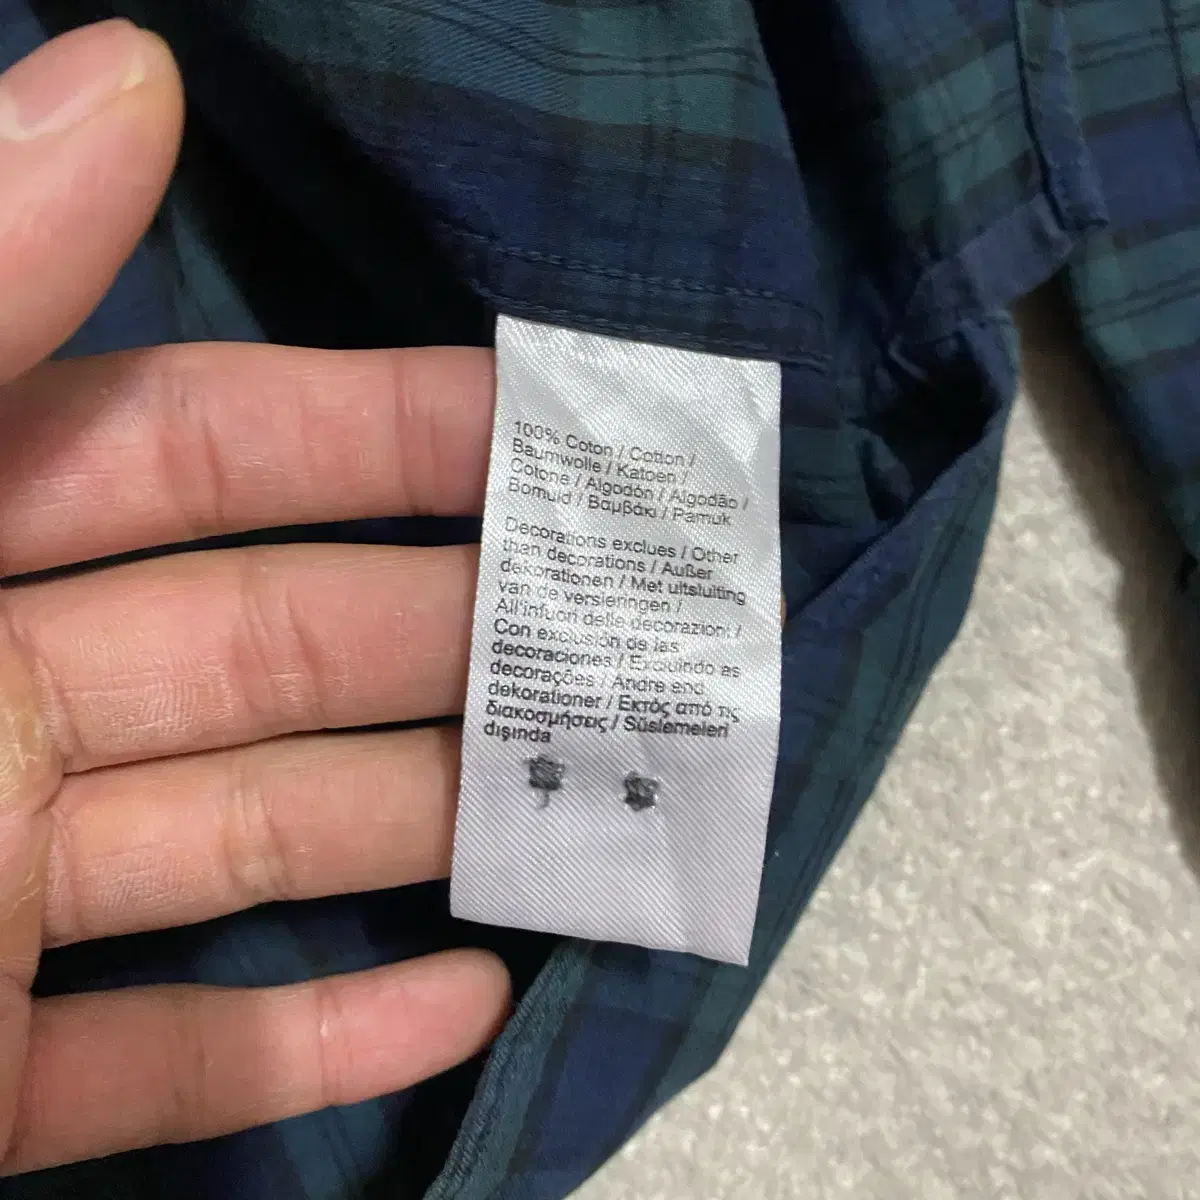 100% Coton / Cotton /
Baumwolle / Katoen /
Cotone / Algodón / Algodão /
Bomuld / Βαμβάκι / Pamuk
Decorations exclues / Other
than decorations / Außer
dekorationen / Met uitsluiting
van de versieringen /
All'infuori delle decorazioni /
Con exclusión de las
decoraciones / Excluindo as
decorações / Andre end
dekorationer / Εκτός από τις
διακοσμήσεις / Süslemeleri
dışında